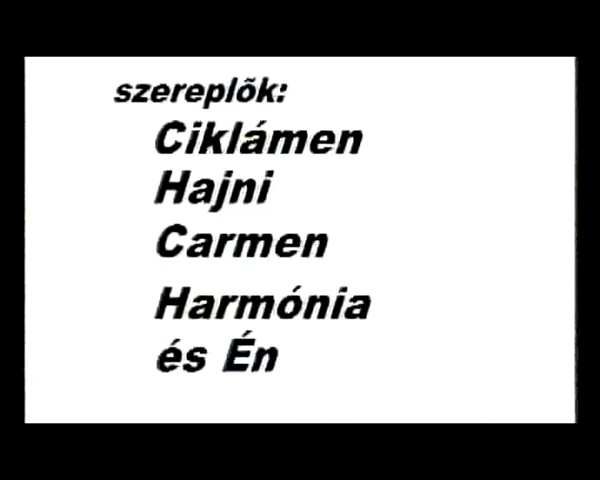 szereplõk:
Ciklámen
Hajni
Carmen
Harmónia
és Én